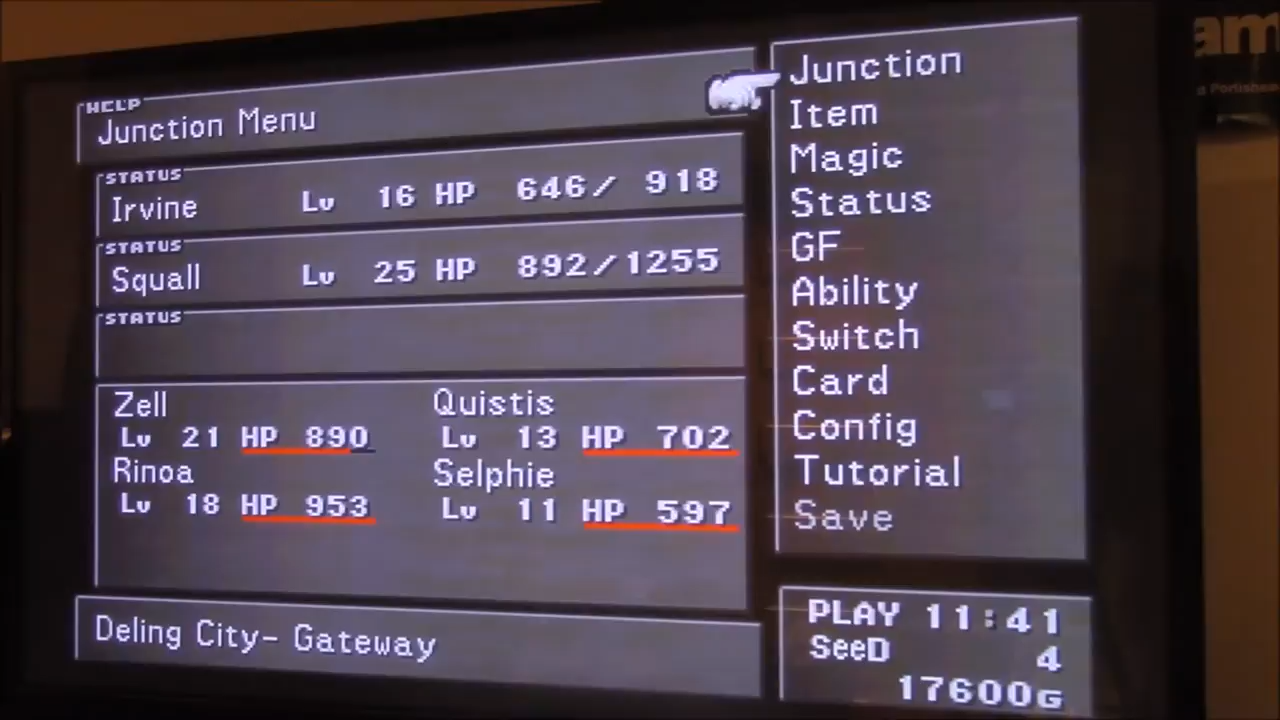 HELP
Junction Menu
STATUS
Irvine Lv 16 HP 646/ 918
STATUS
Squall Lv 25 HP 892/1255
STATUS
Zell
Lv 21 HP 890
Quistis
Lv 13 HP 702
Rinoa
Lv 18 HP 953
Selphie
Lv 11 HP 597
Deling City- Gateway
Junction
Item
Magic
Status
GF
Ability
Switch
Card
Config
Tutorial
Save
PLAY 11:41
SeeD 4
17600G
am